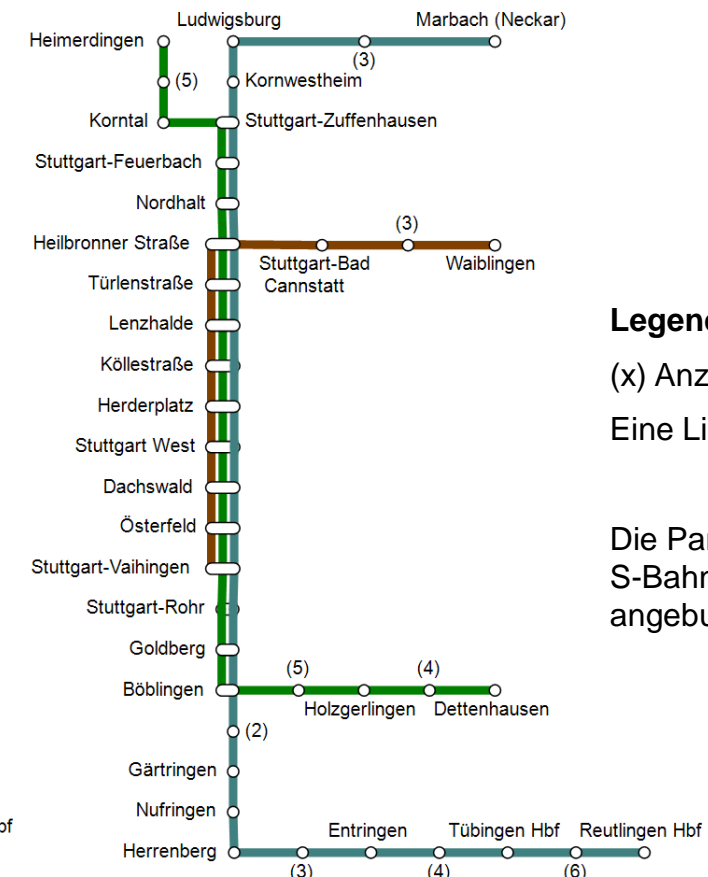 Ludwigsburg
Marbach (Neckar)
Heimerdingen
(3)
(5)
Kornwestheim
Korntal
Stuttgart-Zuffenhausen
Stuttgart-Feuerbach
Nordhalt
(3)
Heilbronner Straße
Stuttgart-Bad
Cannstatt
Waiblingen
Türlenstraße
Lenzhalde
Köllestraße
Herderplatz
Stuttgart West
Dachswald
Österfeld
Stuttgart-Vaihingen
Stuttgart-Rohr
Goldberg
(5)
(4)
Böblingen
Holzgerlingen
Dettenhausen
(2)
Gärtringen
Nufringen
Entringen
Tübingen Hbf
Reutlingen Hbf
Herrenberg
(3)
(4)
(6)
(x)
Eine
Die